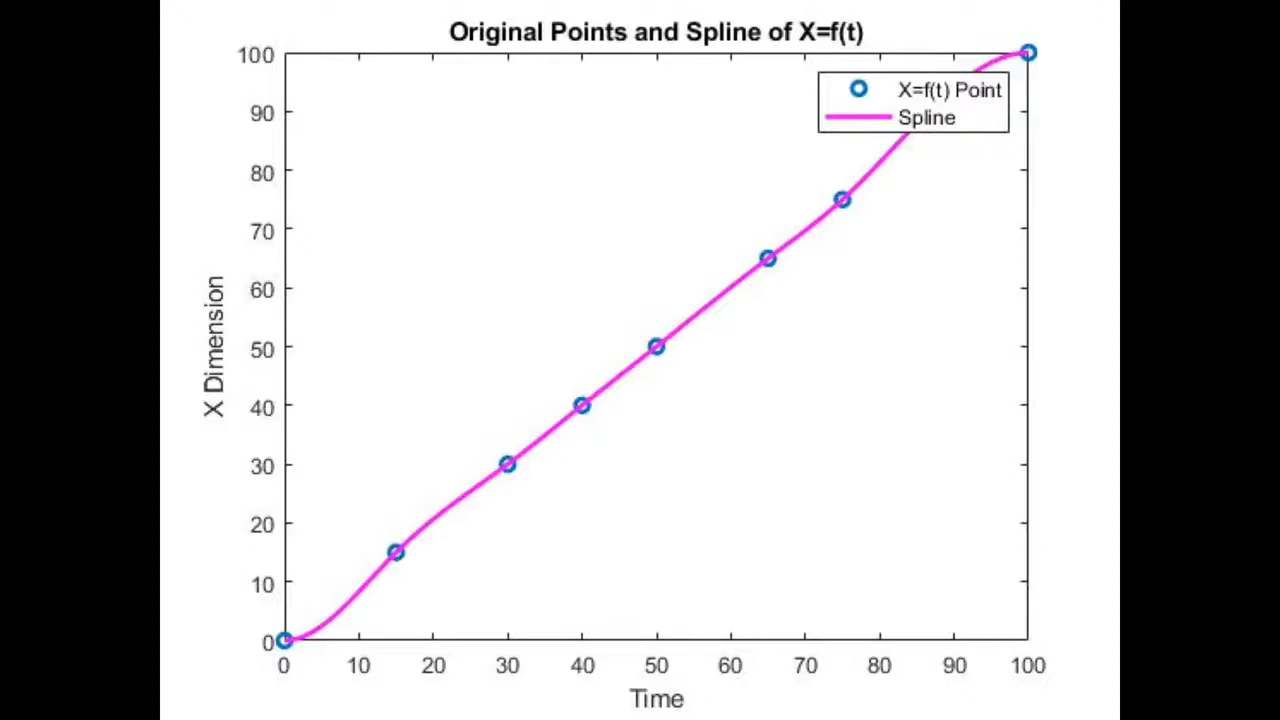 Original Points and Spline of X=f(t)
X=f(t) Point
Spline
100
90
80
70
60
50
40
30
20
10
0
X Dimension
0 10 20 30 40 50 60 70 80 90 100
Time